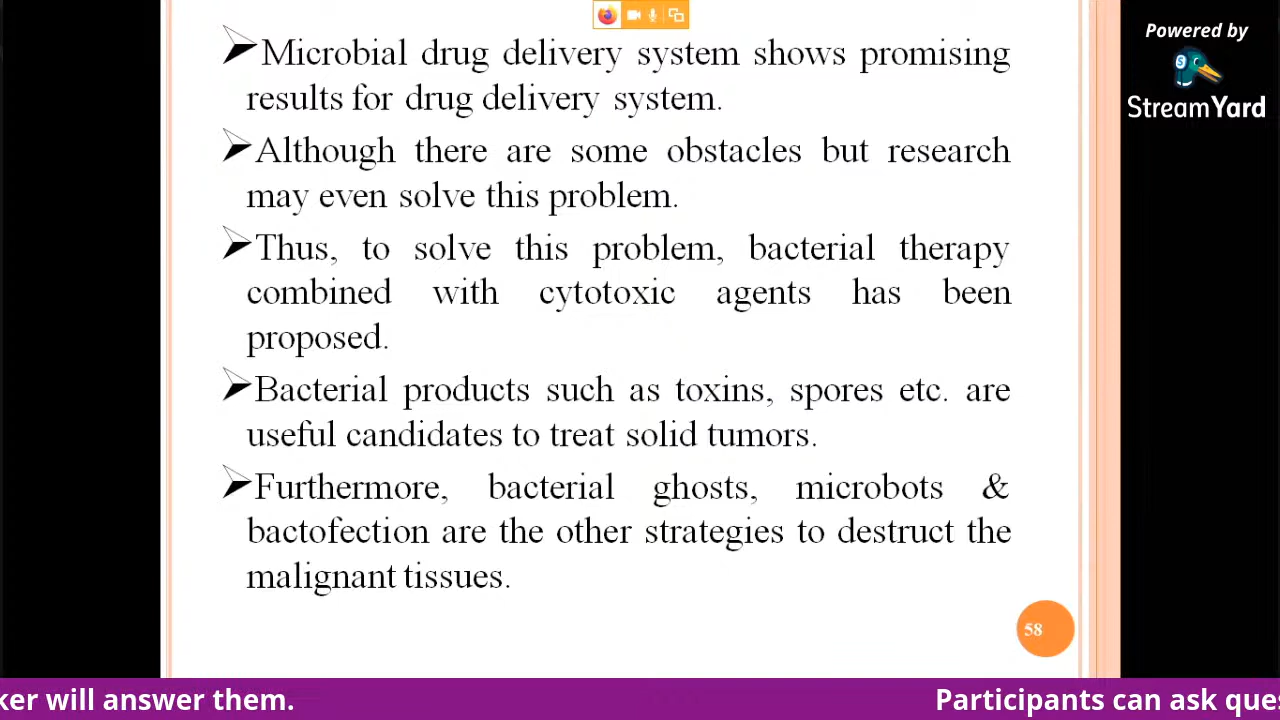 Powered by
StreamYard
➢Microbial drug delivery system shows promising
results for drug delivery system.
➢Although there are some obstacles but research
may even solve this problem.
➢Thus, to solve this problem, bacterial therapy
combined with cytotoxic agents has been
proposed.
➢Bacterial products such as toxins, spores etc. are
useful candidates to treat solid tumors.
➢Furthermore, bacterial ghosts, microbots &
bactofection are the other strategies to destruct the
malignant tissues.
58
ker will answer them. Participants can ask ques